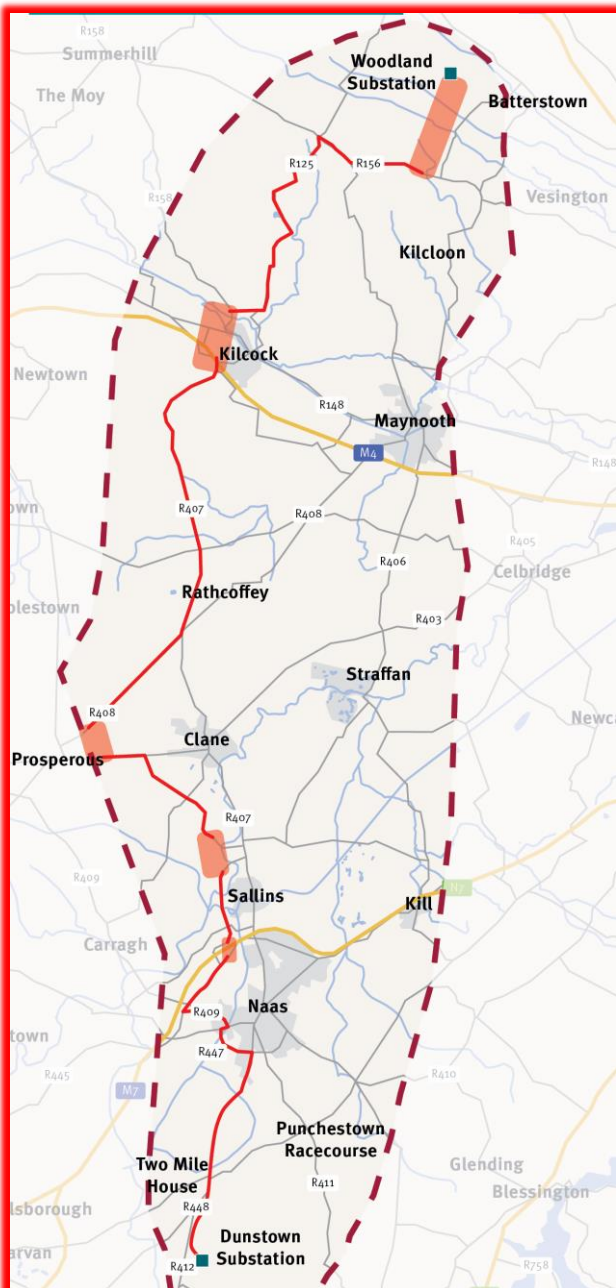 R158
Summerhill
Woodland
Substation
The Moy
Batterstown
R125
R156
R158
Vesington
Kilcloon
Kilcock
Newtown
R148
Maynooth
M4
R148
R407
R408
R405
R406
Celbridge
Rathcoffey
R403
Straffan
R408
Clane
Prosperous
R407
R409
N7
Sallins
Kill
Carragh
Naas
R409
R447
R445
R410
M7
Punchestown
Racecourse
Two Mile
House
Glending
Blessington
R411
R448
Dunstown
Substation
R412
R758